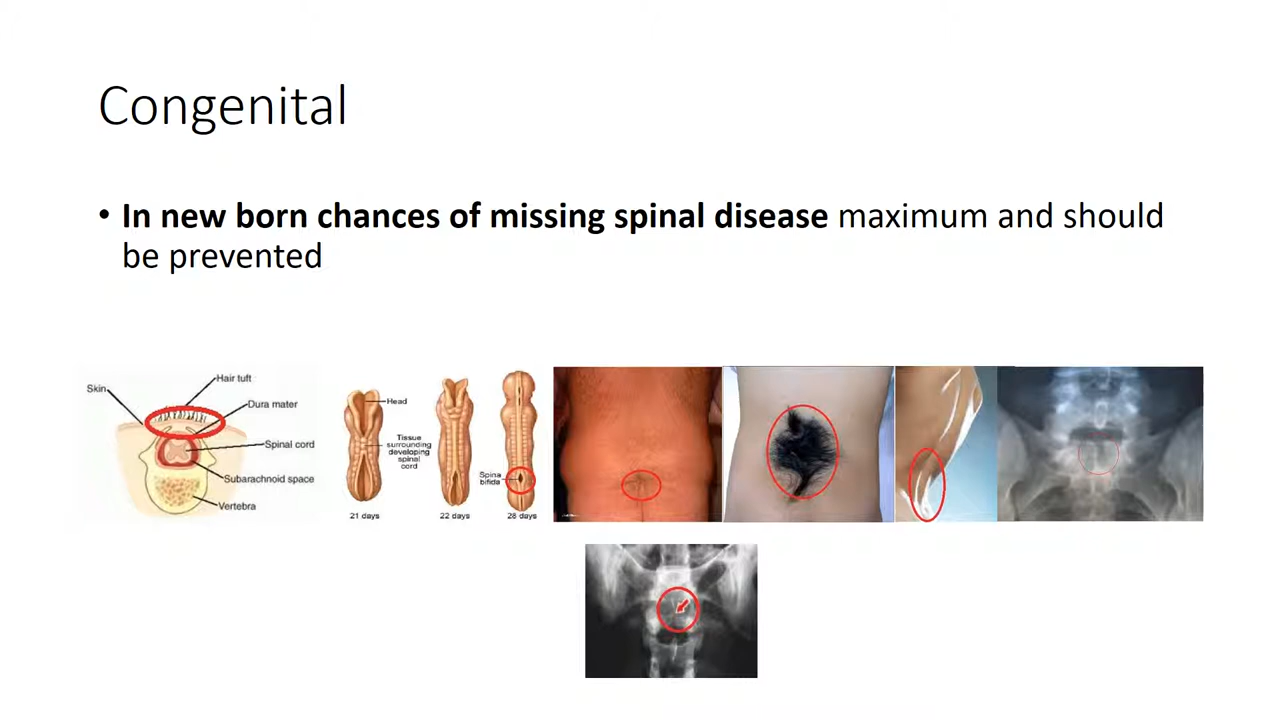 Congenital
• In new born chances of missing spinal disease maximum and should
be prevented
Hair tuft
Skin
Dura mater
Spinal cord
Subarachnoid space
Vertebra
Head
Tissue
surrounding
developing
spinal
cord
Spina
bifida
21 days
22 days
28 days